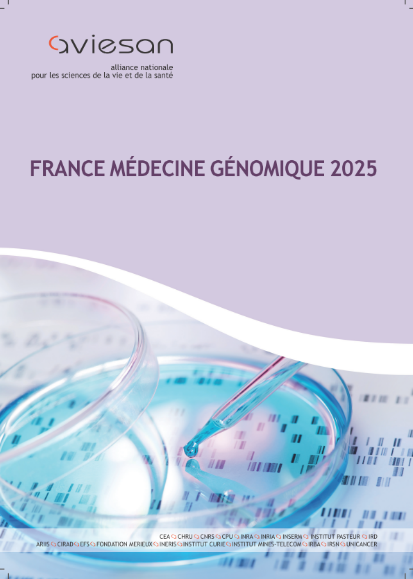 aviesan
alliance nationale
pour les sciences de la vie et de la santé
FRANCE MÉDECINE GÉNOMIQUE 2025
CEA CHRU CNRS CPU INRA INRIA INSERM INSTITUT PASTEUR IRD
ARIIS CIRAD EFS FONDATION MERIEUX INERIS INSTITUT CURIE INSTITUT MINES-TELECOM IRBA IRSN UNICANCER